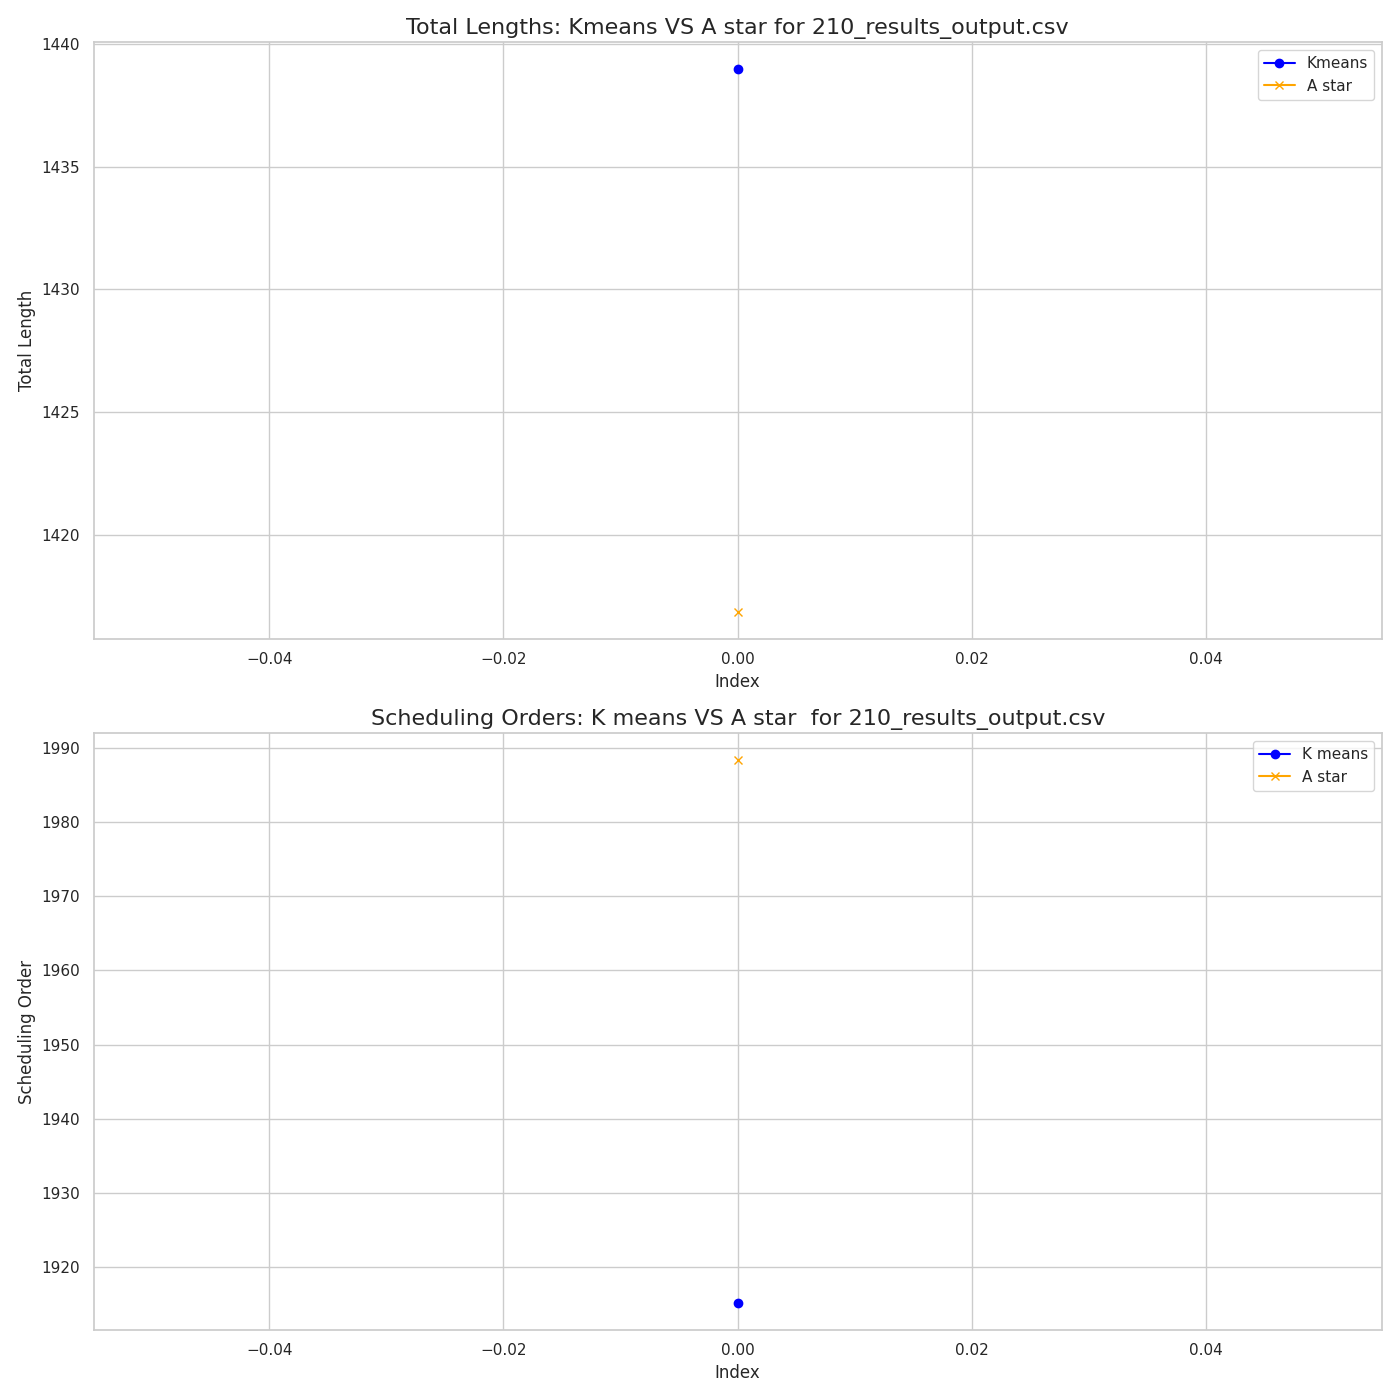 Total Lengths: Kmeans VS A star for 210_results_output.csv
1440
1435
1430
1425
1420
Total Length
Kmeans
A star
−0.04
−0.02
0.00
0.02
0.04
Index
Scheduling Orders: K means VS A star  for 210_results_output.csv
1990
1980
1970
1960
1950
1940
1930
1920
Scheduling Order
K means
A star
−0.04
−0.02
0.00
0.02
0.04
Index